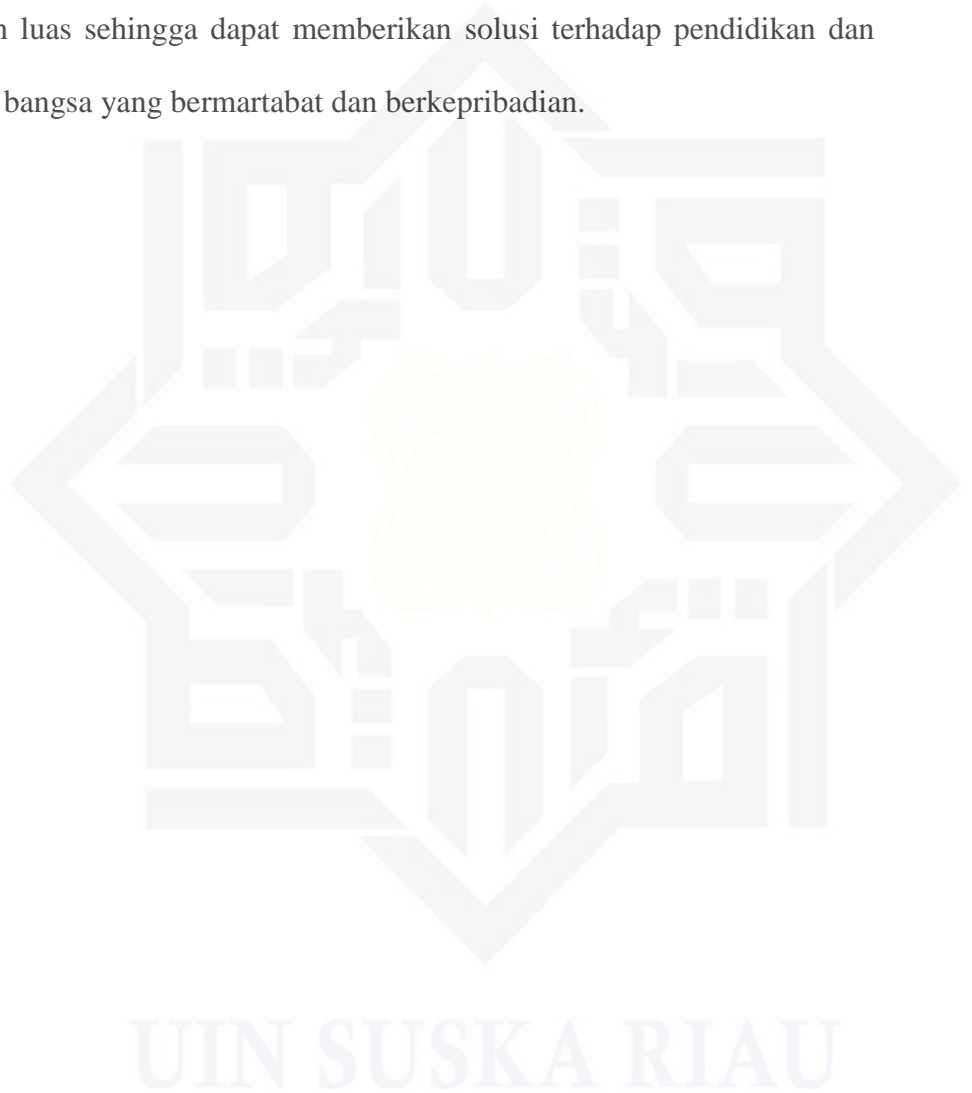 luas sehingga dapat memberikan solusi terhadap pendidikan dan
bangsa yang bermartabat dan berkepribadian.
UIN SUSKA RIAU